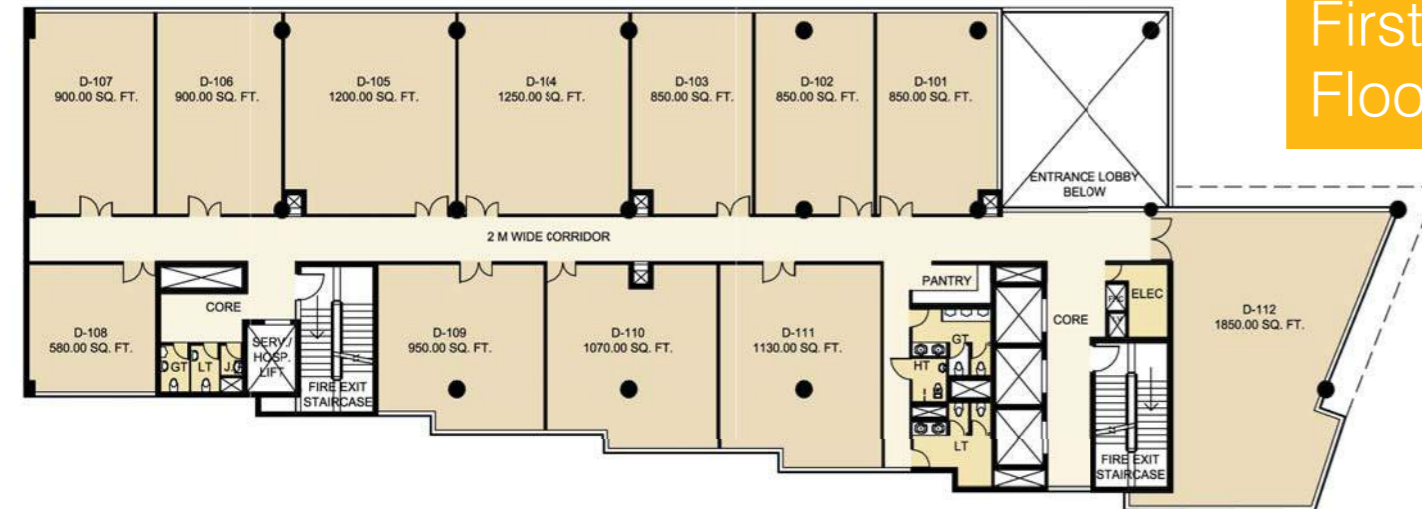 First
Floo
D-107
900.00 SQ. FT.
D-106
900.00 SQ. FT.
D-105
1200.00 SQ. FT.
D-104
1250.00 SQ. FT.
D-103
850.00 SQ. FT.
D-102
850.00 SQ. FT.
D-101
850.00 SQ. FT.
ENTRANCE LOBBY
BELOW
2 M WIDE CORRIDOR
D-108
580.00 SQ. FT.
CORE
GT
LT
SERV./
HOSP.
LIFT
FIRE EXIT
STAIRCASE
D-109
950.00 SQ. FT.
D-110
1070.00 SQ. FT.
D-111
1130.00 SQ. FT.
PANTRY
GT
HT
LT
CORE
ELEC
FIRE EXIT
STAIRCASE
D-112
1850.00 SQ. FT.